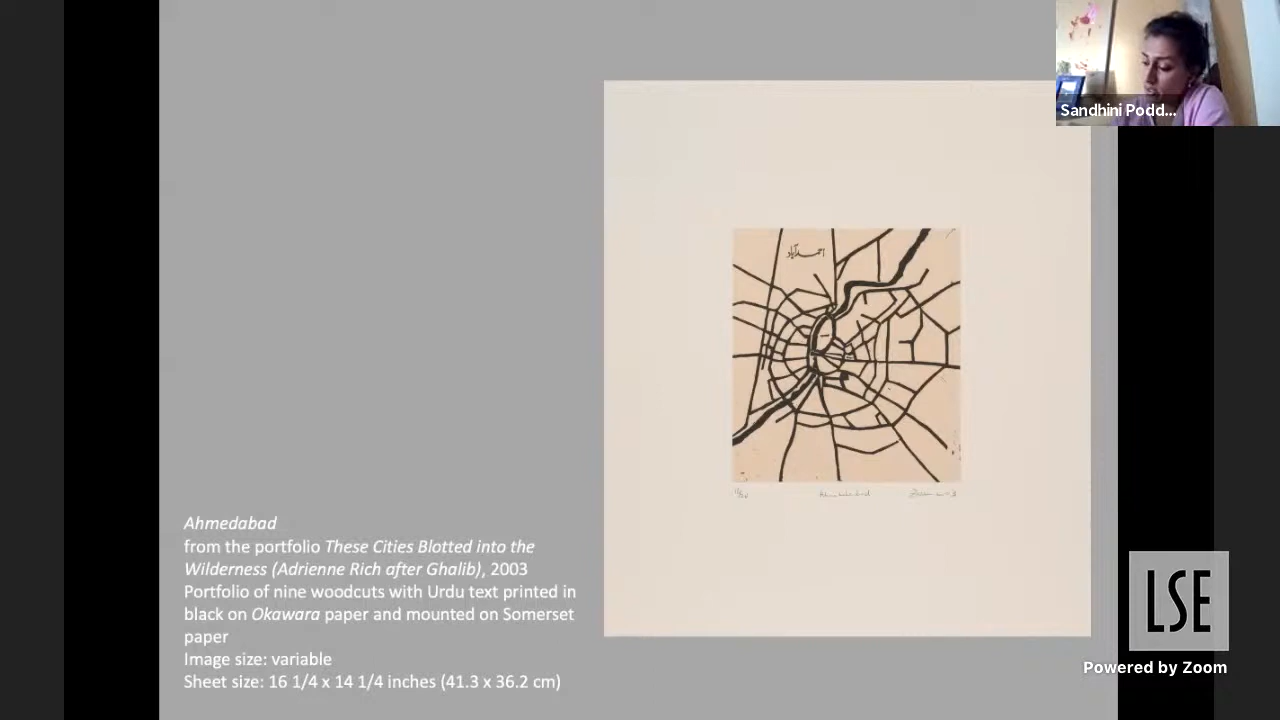 Sandhini Podd...
احمدآباد
Ahmedabad
from the portfolio These Cities Blotted into the
Wilderness (Adrienne Rich after Ghalib), 2003
Portfolio of nine woodcuts with Urdu text printed in
black on Okawara paper and mounted on Somerset
paper
Image size: variable
Sheet size: 16 1/4 x 14 1/4 inches (41.3 x 36.2 cm)
Ahmedabad
LSE
Powered by Zoom